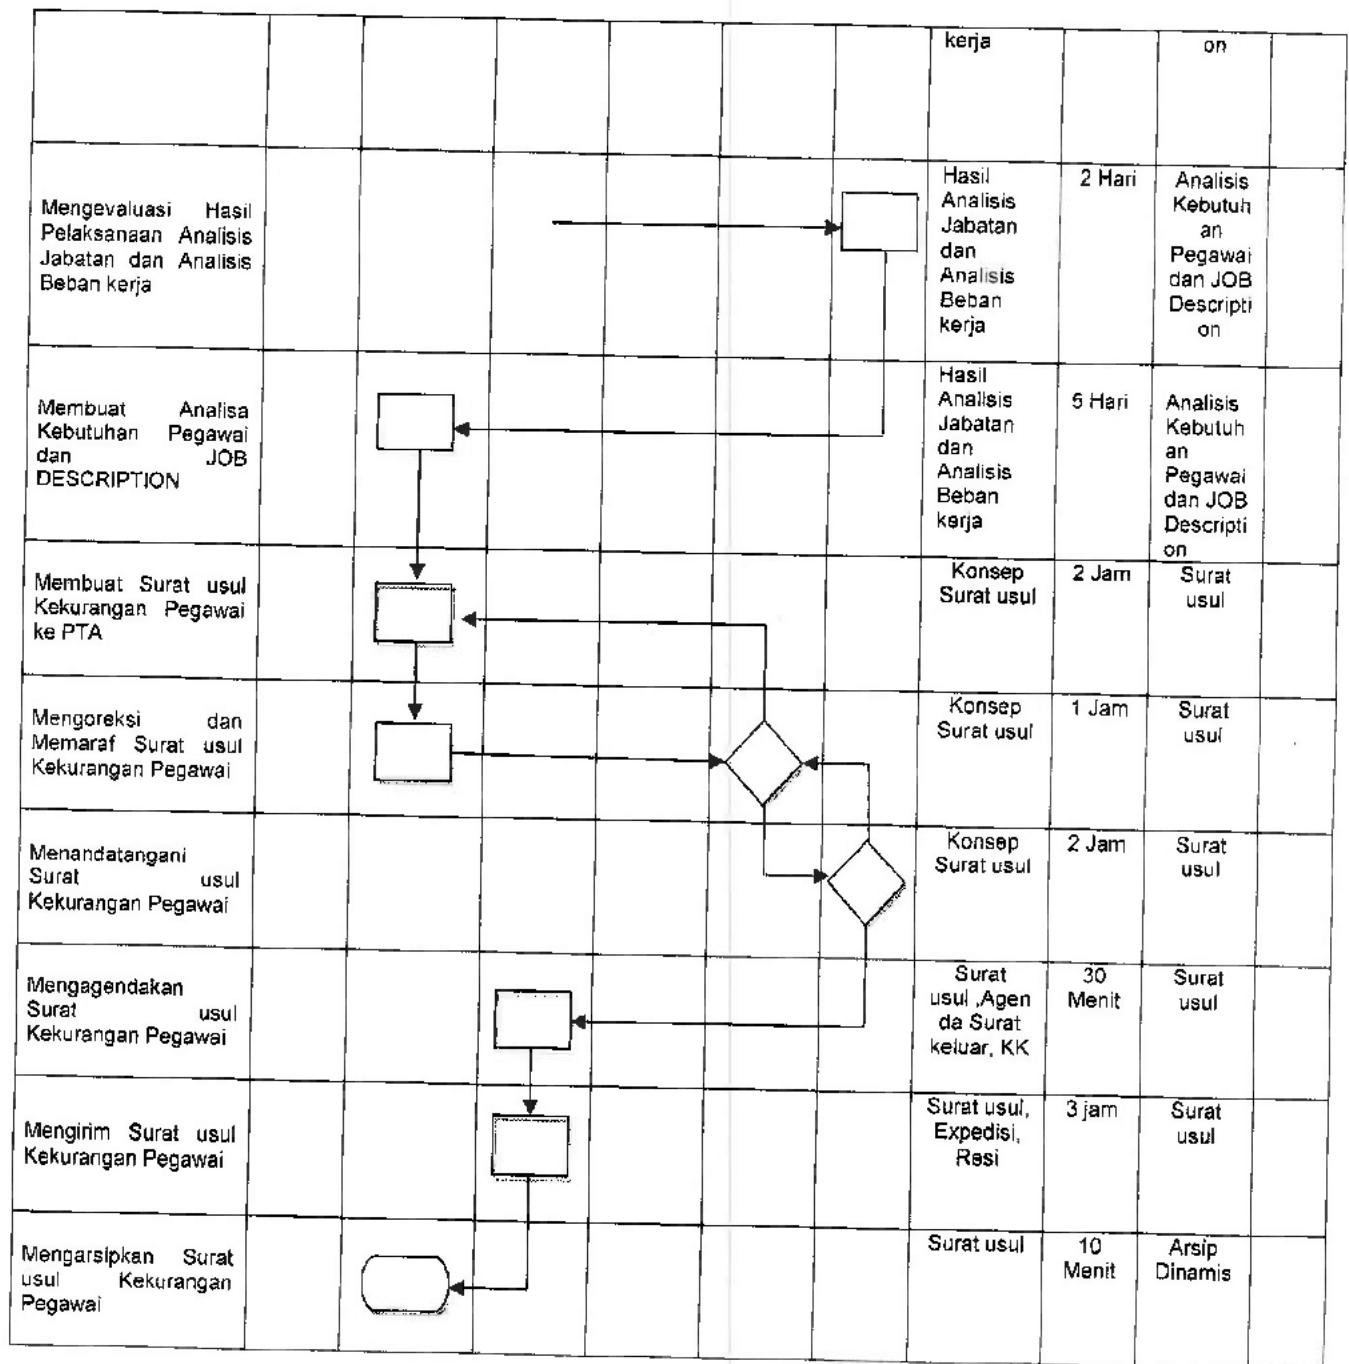 kerja
on
Mengevaluasi Hasil
Pelaksanaan Analisis
Jabatan dan Analisis
Beban kerja
Hasil
Analisis
Jabatan
dan
Analisis
Beban
kerja
2 Hari
Analisis
Kebutuh
an
Pegawai
dan JOB
Descripti
on
Membuat Analisa
Kebutuhan Pegawai
dan JOB
DESCRIPTION
Hasil
Analisis
Jabatan
dan
Analisis
Beban
kerja
5 Hari
Analisis
Kebutuh
an
Pegawai
dan JOB
Descripti
on
Membuat Surat usul
Kekurangan Pegawai
ke PTA
Konsep
Surat usul
2 Jam
Surat
usul
Mengoreksi dan
Memaraf Surat usul
Kekurangan Pegawai
Konsep
Surat usul
1 Jam
Surat
usul
Menandatangani
Surat usul
Kekurangan Pegawai
Konsep
Surat usul
2 Jam
Surat
usul
Mengagendakan
Surat usul
Kekurangan Pegawai
Surat
usul ,Agen
da Surat
keluar, KK
30
Menit
Surat
usul
Mengirim Surat usul
Kekurangan Pegawai
Surat usul,
Expedisi,
Resi
3 jam
Surat
usul
Mengarsipkan Surat
usul Kekurangan
Pegawai
Surat usul
10
Menit
Arsip
Dinamis